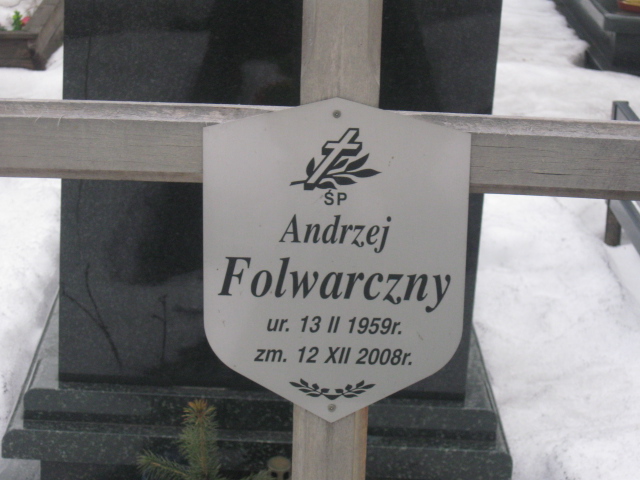 ŚP
Andrzej
Folwarczny
ur. 13 II 1959r.
zm. 12 XII 2008r.